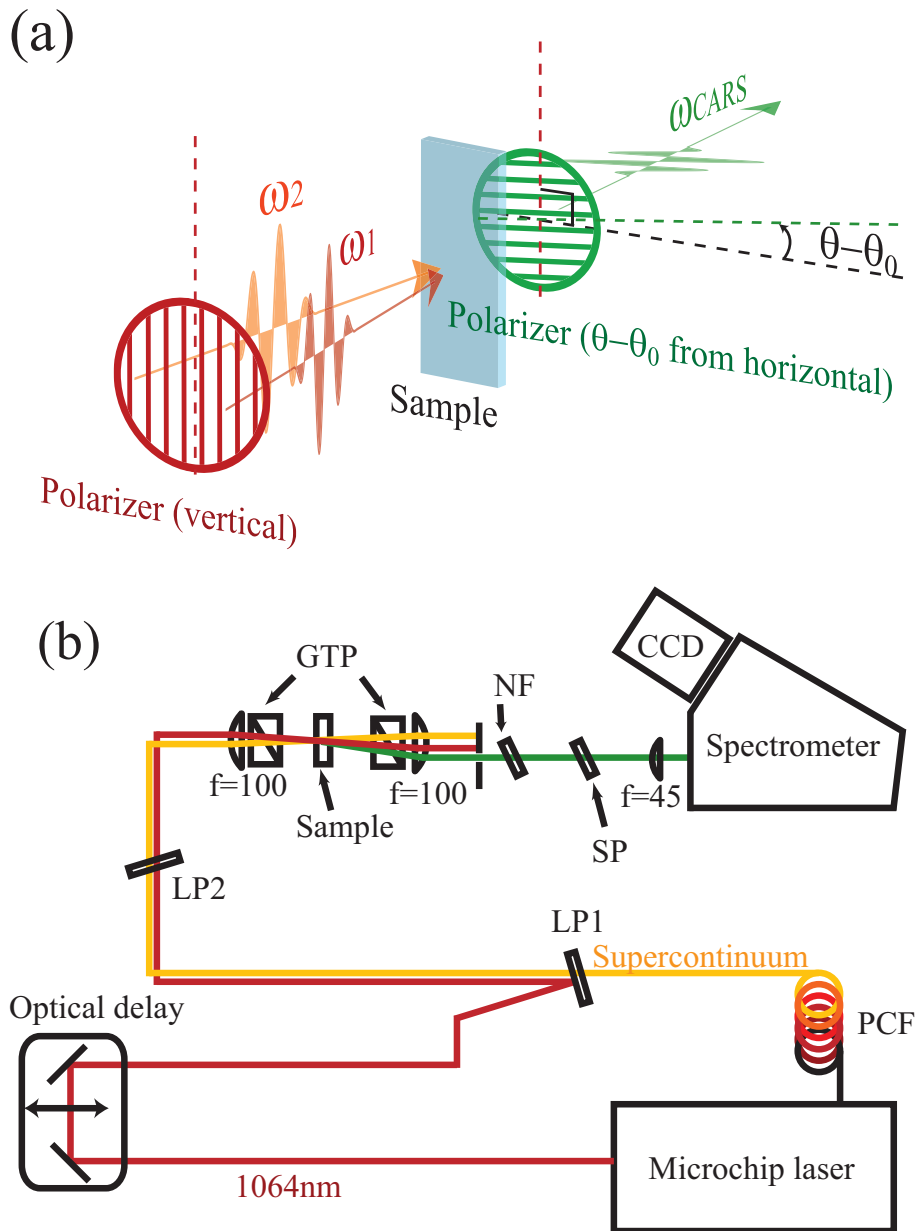 (a)
ωCARS
ω2
ω1
θ–θ0
Polarizer (θ–θ0 from horizontal)
Sample
Polarizer (vertical)
(b)
CCD
GTP
NF
Spectrometer
f=100
f=100
f=45
Sample
SP
LP2
LP1
Supercontinuum
Optical delay
PCF
Microchip laser
1064nm